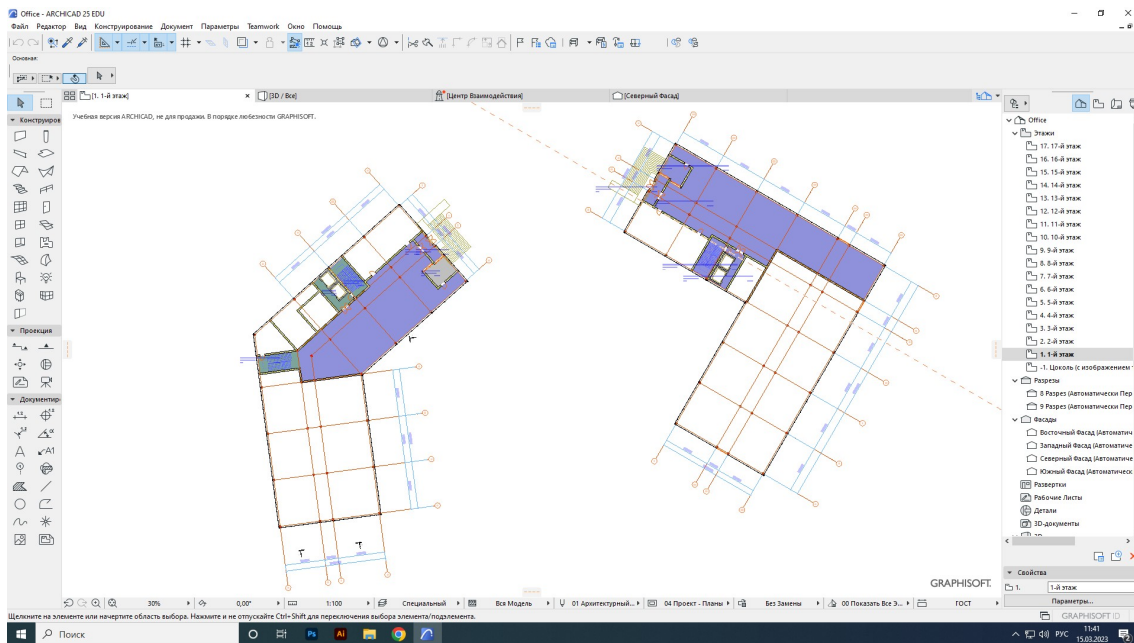 Office - ARCHICAD 25 EDU
Файл Редактор Вид Конструирование Документ Параметры Teamwork Окно Помощь
Основная:
[1. 1-й этаж]
[3D / Все]
[Центр Взаимодействия]
[Северный Фасад]
Учебная версия ARCHICAD, не для продажи. В порядке любезности GRAPHISOFT.
Конструиров
Проекция
Документир
A1
Office
Этажи
17. 17-й этаж
16. 16-й этаж
15. 15-й этаж
14. 14-й этаж
13. 13-й этаж
12. 12-й этаж
11. 11-й этаж
10. 10-й этаж
9. 9-й этаж
8. 8-й этаж
7. 7-й этаж
6. 6-й этаж
5. 5-й этаж
4. 4-й этаж
3. 3-й этаж
2. 2-й этаж
1. 1-й этаж
-1. Цоколь (с изображением
Разрезы
8 Разрез (Автоматически Пер
9 Разрез (Автоматически Пер
Фасады
Восточный Фасад (Автоматич
Западный Фасад (Автоматиче
Северный Фасад (Автоматиче
Южный Фасад (Автоматическ
Развертки
Рабочие Листы
Детали
3D-документы
GRAPHISOFT.
Свойства
1. 1-й этаж
Параметры...
30% 0,00° 1:100 Специальный Вся Модель 01 Архитектурный... 04 Проект - Планы Без Замены 00 Показать Все Э... ГОСТ
Щелкните на элементе или начертите область выбора. Нажмите и не отпускайте Ctrl+Shift для переключения выбора элемента/подэлемента.
GRAPHISOFT ID
Поиск
Ps
Ai
РУС
11:41
15.03.2023